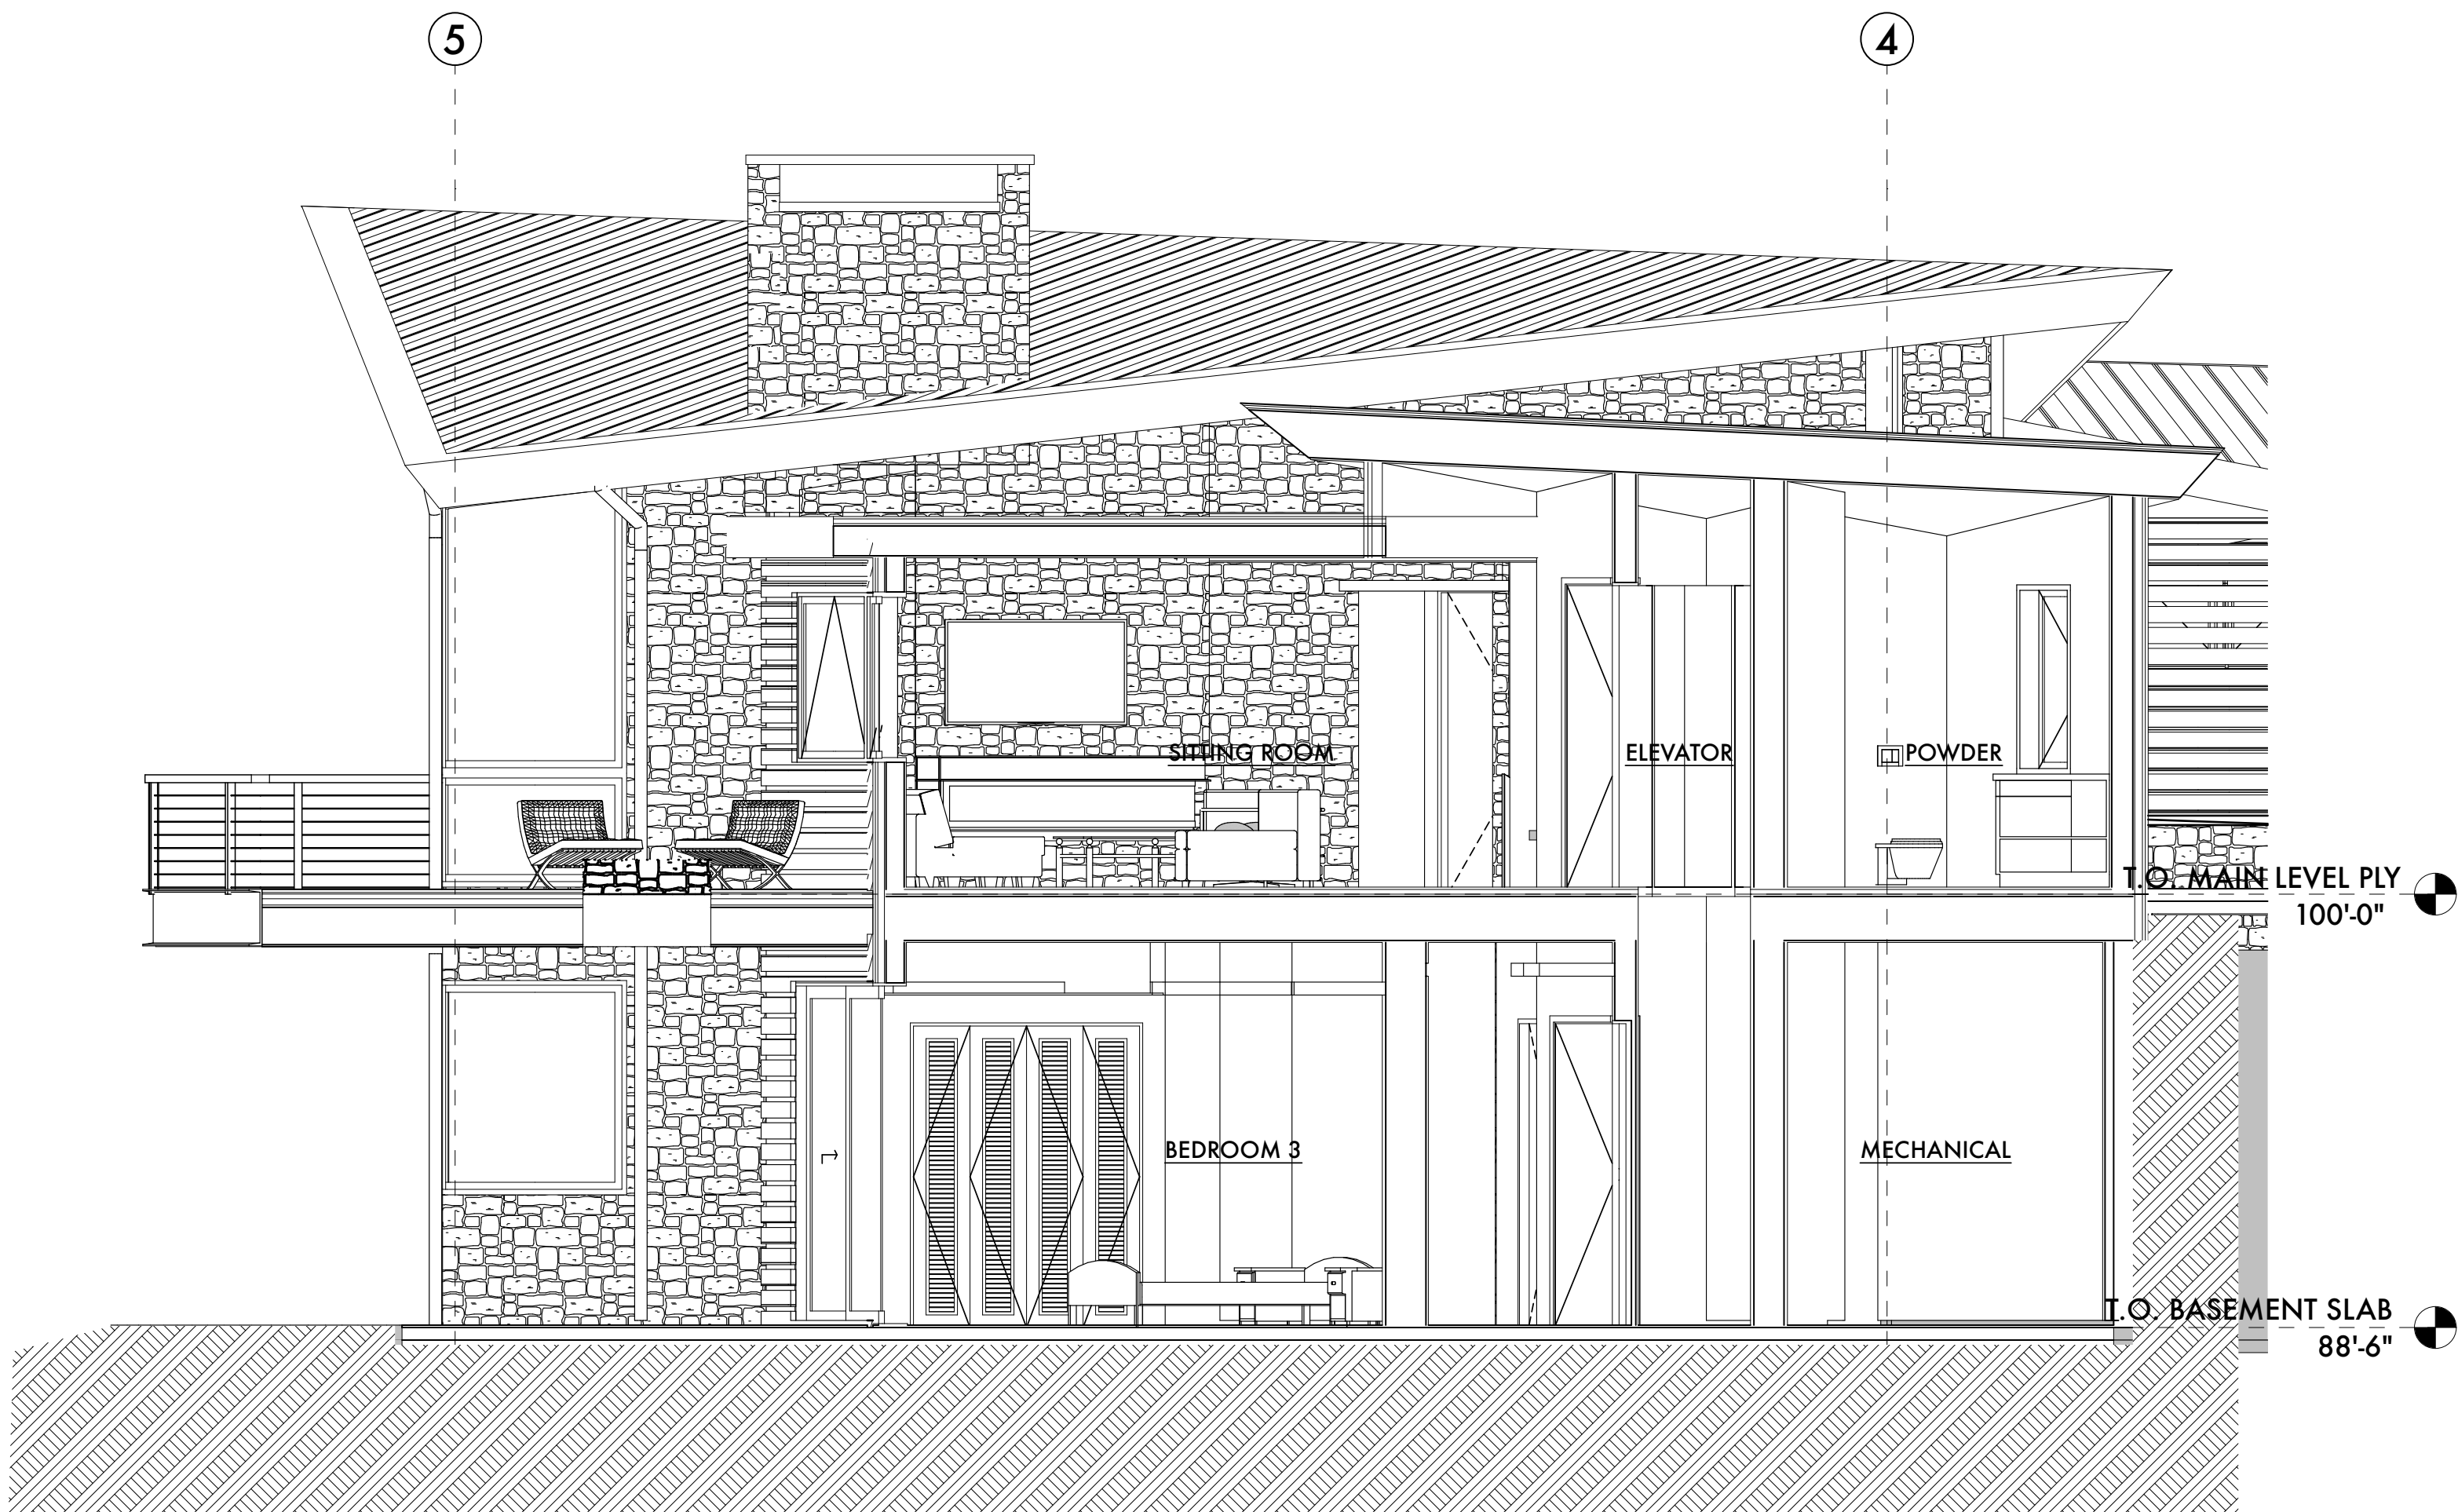 5
4
SITTING ROOM
ELEVATOR
POWDER
T.O. MAIN LEVEL PLY
100'-0"
BEDROOM 3
MECHANICAL
T.O. BASEMENT SLAB
88'-6"